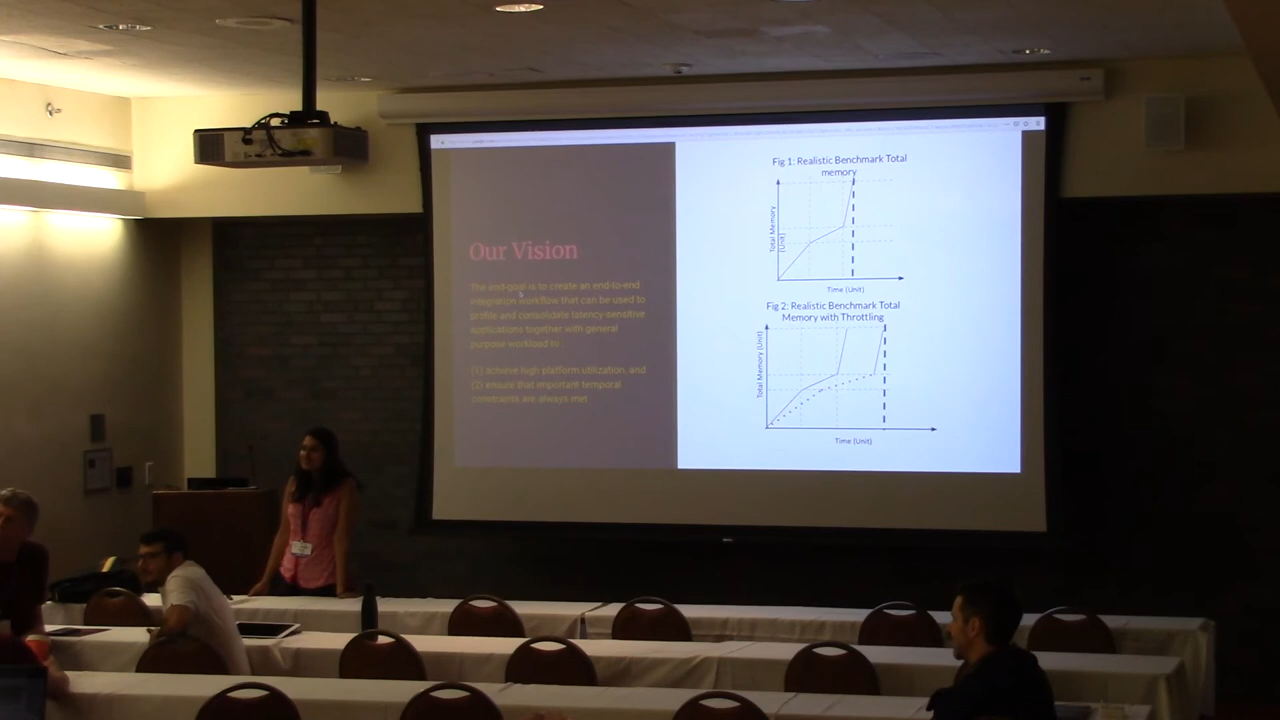 Our Vision
The end-goal is to create an end-to-end
integration workflow that can be used to
profile and consolidate latency-sensitive
applications together with general
purpose workload to :
(1) achieve high platform utilization, and
(2) ensure that important temporal
constraints are always met
Fig 1: Realistic Benchmark Total
memory
Total Memory
(Unit)
Time (Unit)
Fig 2: Realistic Benchmark Total
Memory with Throttling
Total Memory (Unit)
Time (Unit)